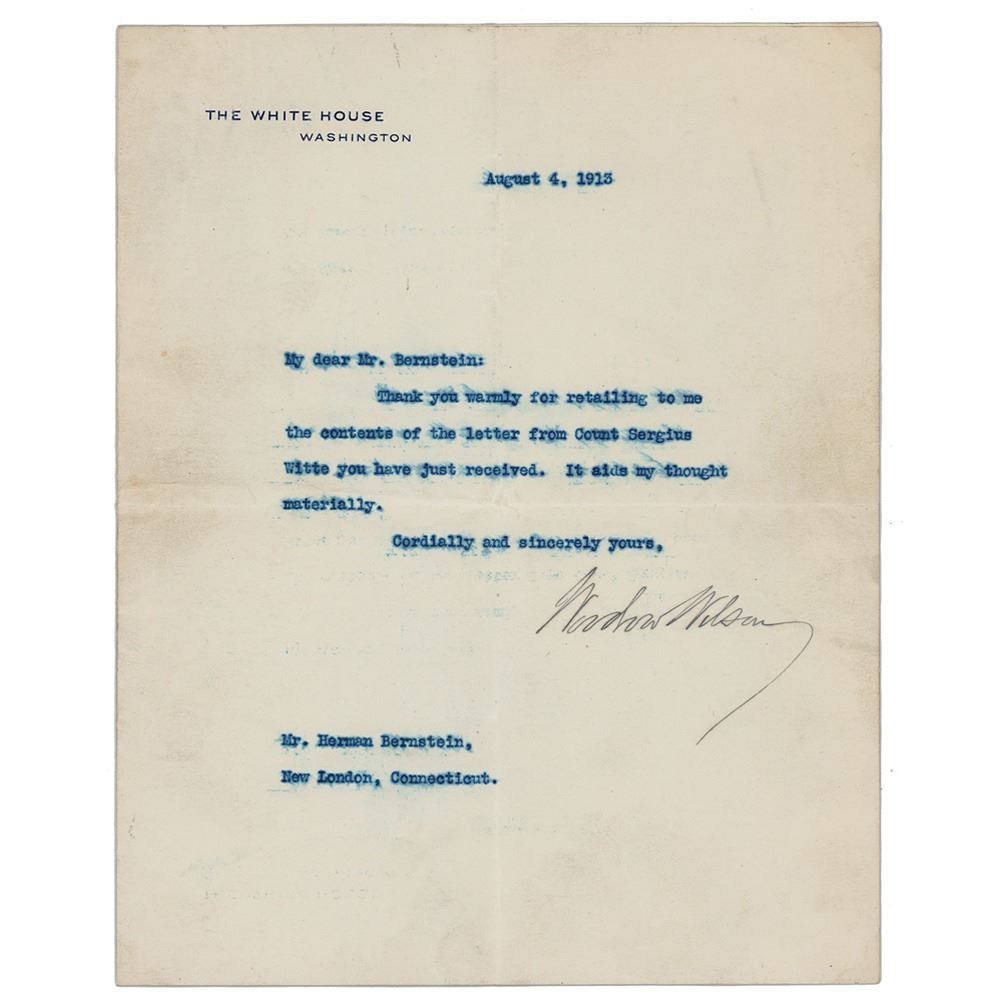 THE WHITE HOUSE
WASHINGTON
August 4, 1913
My dear Mr. Bernstein:
Thank you warmly for retailing to me
the contents of the letter from Count Sergius
Witte you have just received. It aids my thought
materially.
Cordially and sincerely yours,
Woodrow Wilson
Mr. Herman Bernstein,
New London, Connecticut.